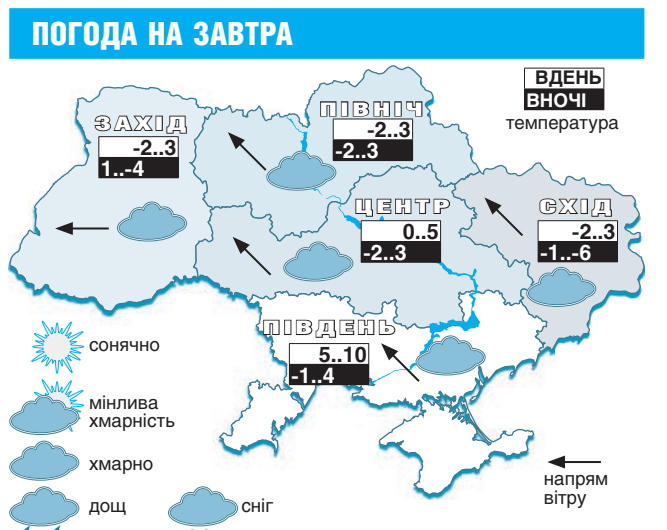 ПОГОДА НА ЗАВТРА
ВДЕНЬ
ВНОЧІ
температура
ПІВНІЧ
-2..3
-2..3
ЗАХІД
-2..3
1..-4
ЦЕНТР
0..5
-2..3
СХІД
-2..3
-1..-6
ПІВДЕНЬ
5..10
-1..4
сонячно
мінлива
хмарність
хмарно
дощ
сніг
напрям
вітру